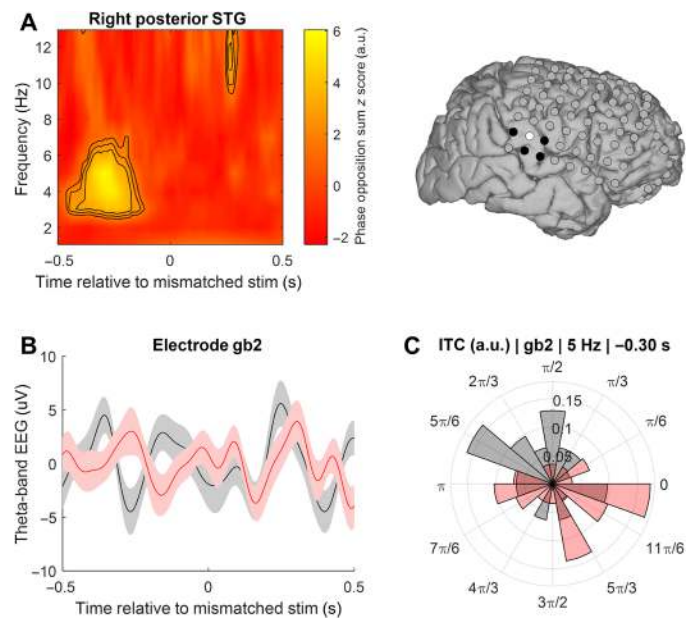 A
Right posterior STG
Frequency (Hz)
12
10
8
6
4
2
−0.5
0
0.5
Time relative to mismatched stim (s)
6
4
2
0
−2
Phase opposition sum z score (a.u.)
B
Electrode gb2
Theta-band EEG (uV)
10
5
0
−5
−10
−0.5
0
0.5
Time relative to mismatched stim (s)
C
ITC (a.u.) | gb2 | 5 Hz | −0.30 s
π/2
2π/3
π/3
5π/6
π/6
π
0
7π/6
11π/6
4π/3
5π/3
3π/2
0.15
0.1
0.05